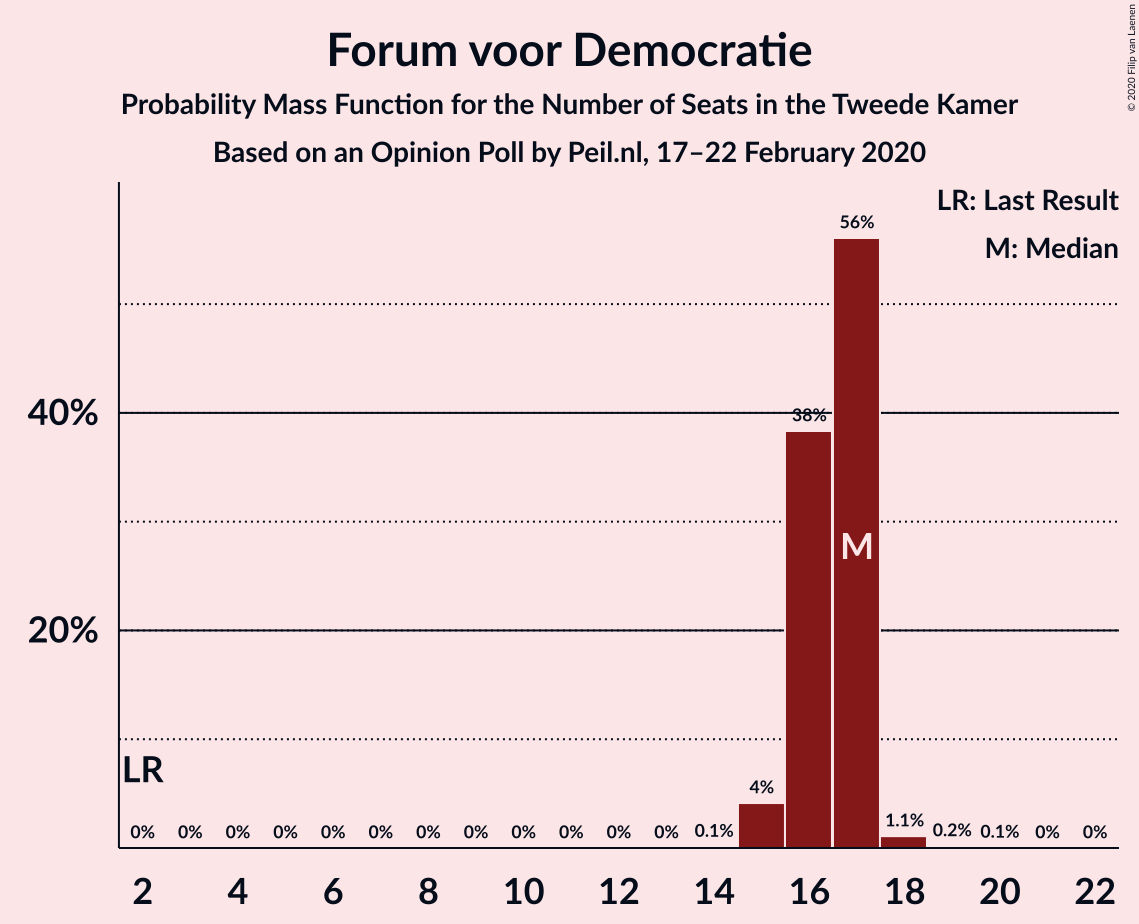 Forum voor Democratie
Probability Mass Function for the Number of Seats in the Tweede Kamer
Based on an Opinion Poll by Peil.nl, 17–22 February 2020
© 2020 Filip van Laenen
LR: Last Result
M: Median
56%
40%
38%
M
20%
LR
4%
0% 0% 0% 0% 0% 0% 0% 0% 0% 0% 0% 0% 0.1% 1.1% 0.2% 0.1% 0% 0%
2 4 6 8 10 12 14 16 18 20 22